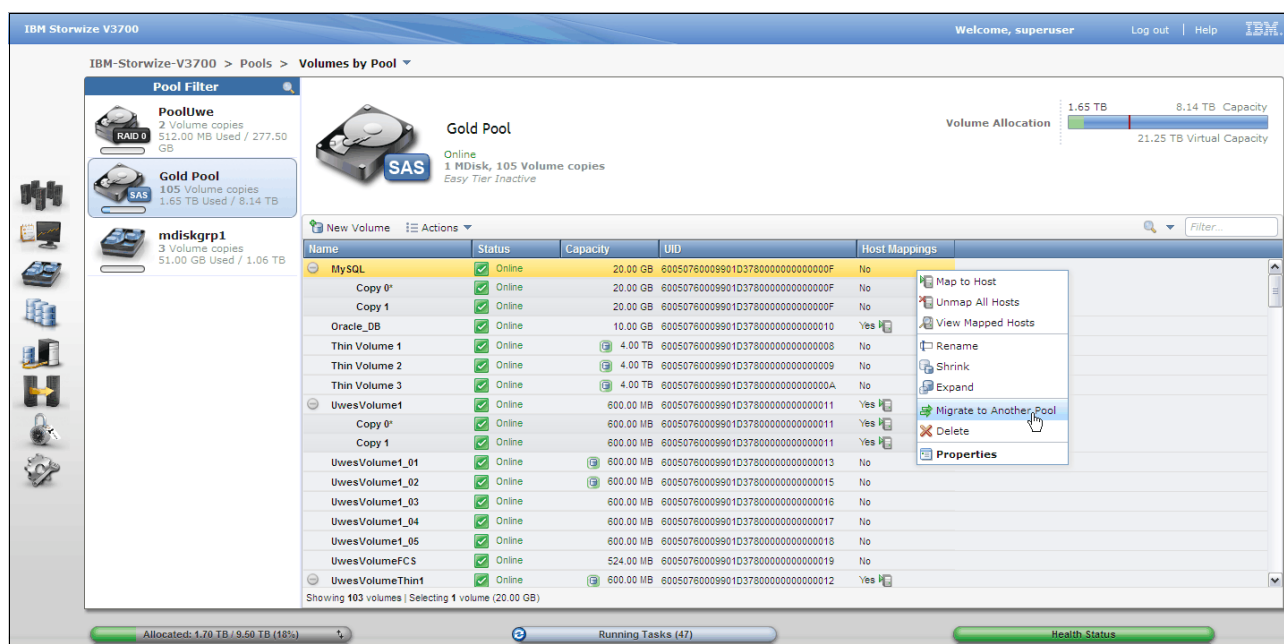 IBM Storwize V3700
Welcome, superuser
Log out | Help
IBM.
IBM-Storwize-V3700 > Pools > Volumes by Pool
Pool Filter
PoolUwe
2 Volume copies
512.00 MB Used / 277.50
GB
RAID 0
Gold Pool
105 Volume copies
1.65 TB Used / 8.14 TB
SAS
mdiskgrp1
3 Volume copies
51.00 GB Used / 1.06 TB
SAS
Gold Pool
Online
1 MDisk, 105 Volume copies
Easy Tier Inactive
Volume Allocation
1.65 TB
8.14 TB Capacity
21.25 TB Virtual Capacity
New Volume Actions
Filter...
Name Status Capacity UID Host Mappings
MySQL Online 20.00 GB 60050760009901D3780000000000000F No
Copy 0* Online 20.00 GB 60050760009901D3780000000000000F No
Copy 1 Online 20.00 GB 60050760009901D3780000000000000F No
Oracle_DB Online 10.00 GB 60050760009901D37800000000000010 Yes
Thin Volume 1 Online 4.00 TB 60050760009901D37800000000000008 No
Thin Volume 2 Online 4.00 TB 60050760009901D37800000000000009 No
Thin Volume 3 Online 4.00 TB 60050760009901D3780000000000000A No
UwesVolume1 Online 600.00 MB 60050760009901D37800000000000011 Yes
Copy 0* Online 600.00 MB 60050760009901D37800000000000011 Yes
Copy 1 Online 600.00 MB 60050760009901D37800000000000011 Yes
UwesVolume1_01 Online 600.00 MB 60050760009901D37800000000000013 No
UwesVolume1_02 Online 600.00 MB 60050760009901D37800000000000015 No
UwesVolume1_03 Online 600.00 MB 60050760009901D37800000000000016 No
UwesVolume1_04 Online 600.00 MB 60050760009901D37800000000000017 No
UwesVolume1_05 Online 600.00 MB 60050760009901D37800000000000018 No
UwesVolumeFCS Online 524.00 MB 60050760009901D37800000000000019 No
UwesVolumeThin1 Online 600.00 MB 60050760009901D37800000000000012 Yes
Map to Host
Unmap All Hosts
View Mapped Hosts
Rename
Shrink
Expand
Migrate to Another Pool
Delete
Properties
Showing 103 volumes | Selecting 1 volume (20.00 GB)
Allocated: 1.70 TB / 9.50 TB (18%)
Running Tasks (47)
Health Status